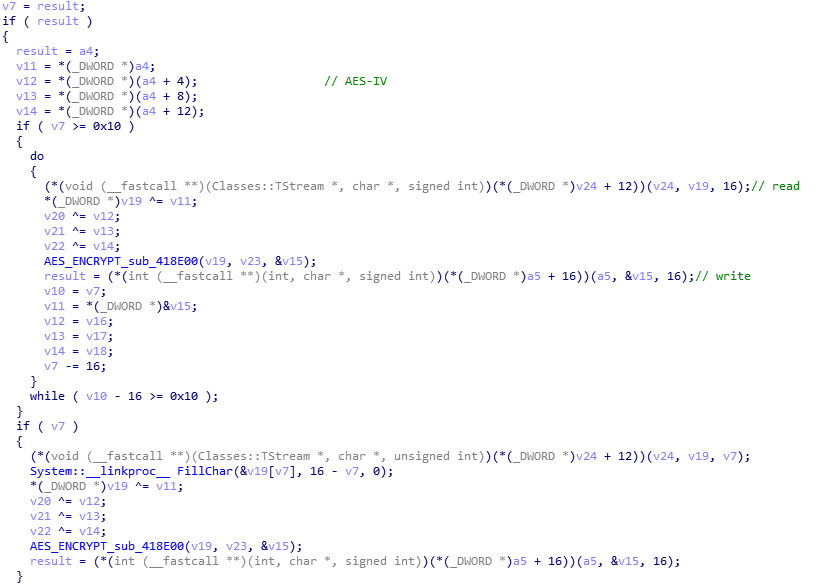 v7 = result;
if ( result )
{
  result = a4;
  v11 = *(_DWORD *)a4;
  v12 = *(_DWORD *)(a4 + 4);                  // AES-IV
  v13 = *(_DWORD *)(a4 + 8);
  v14 = *(_DWORD *)(a4 + 12);
  if ( v7 >= 0x10 )
  {
    do
    {
      (*(void (__fastcall **)(Classes::TStream *, char *, signed int))(*(_DWORD *)v24 + 12))(v24, v19, 16);// read
      *(_DWORD *)v19 ^= v11;
      v20 ^= v12;
      v21 ^= v13;
      v22 ^= v14;
      AES_ENCRYPT_sub_418E00(v19, v23, &v15);
      result = (*(int (__fastcall **)(int, char *, signed int))(*(_DWORD *)a5 + 16))(a5, &v15, 16);// write
      v10 = v7;
      v11 = *(_DWORD *)&v15;
      v12 = v16;
      v13 = v17;
      v14 = v18;
      v7 -= 16;
    }
    while ( v10 - 16 >= 0x10 );
  }
  if ( v7 )
  {
    (*(void (__fastcall **)(Classes::TStream *, char *, unsigned int))(*(_DWORD *)v24 + 12))(v24, v19, v7);
    System::__linkproc__ FillChar(&v19[v7], 16 - v7, 0);
    *(_DWORD *)v19 ^= v11;
    v20 ^= v12;
    v21 ^= v13;
    v22 ^= v14;
    AES_ENCRYPT_sub_418E00(v19, v23, &v15);
    result = (*(int (__fastcall **)(int, char *, signed int))(*(_DWORD *)a5 + 16))(a5, &v15, 16);
  }